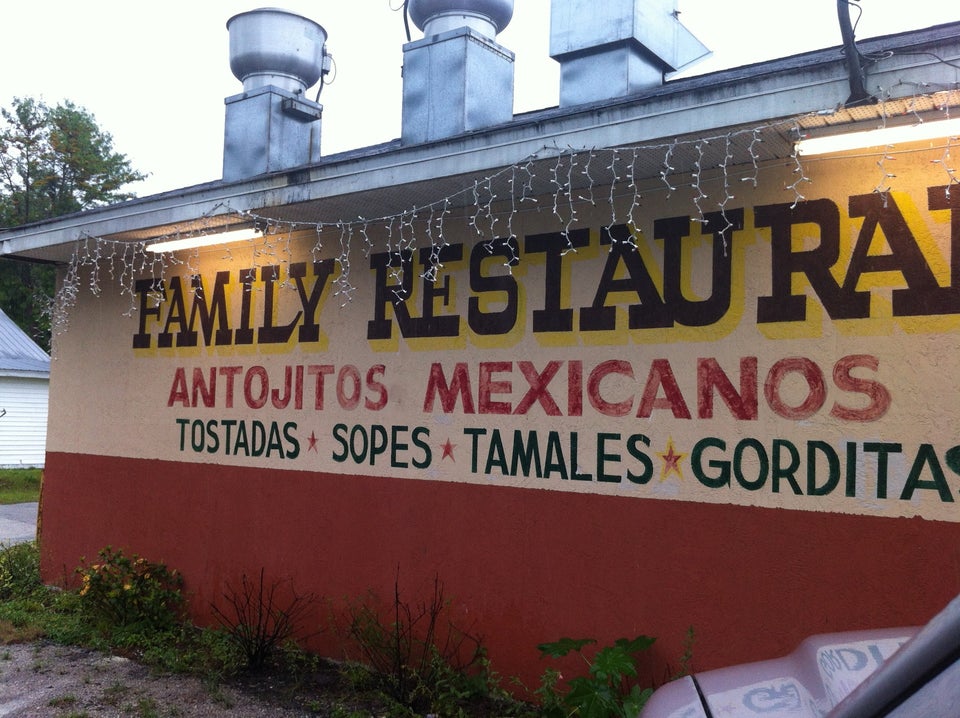 FAMILY RESTAURA
ANTOJITOS MEXICANOS
TOSTADAS ★ SOPES ★ TAMALES ★ GORDITAS